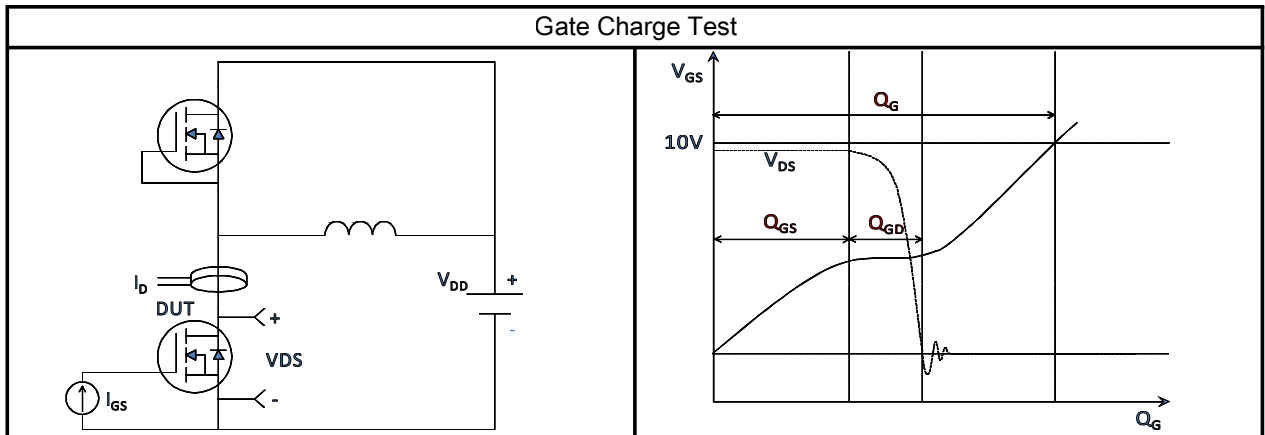 Gate Charge Test
I_D
DUT
+
VDS
-
I_GS
V_DD
+
-
V_GS
Q_G
10V
V_DS
Q_GS
Q_GD
Q_G